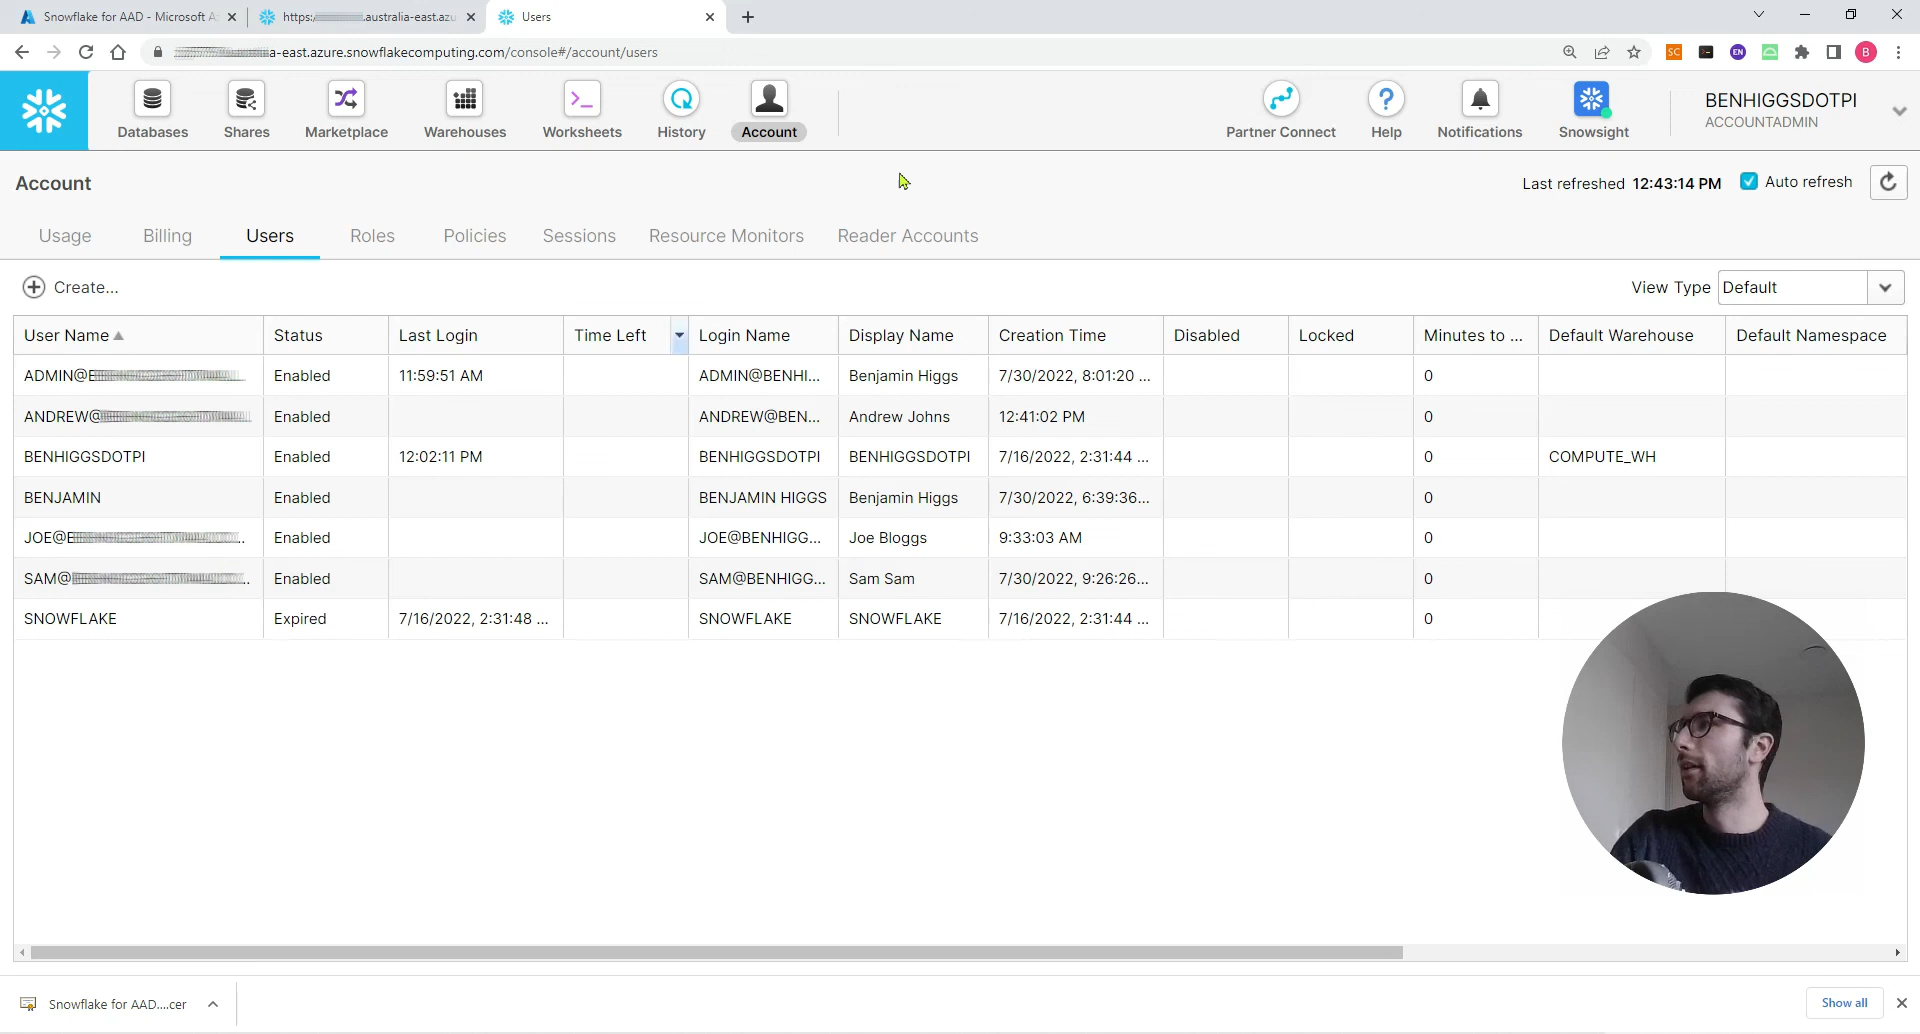 Snowflake for AAD - Microsoft A
https:/
.australia-east.azu
Users
a-east.azure.snowflakecomputing.com/console#/account/users
SC
EN
B
Databases
Shares
Marketplace
Warehouses
Worksheets
History
Account
Partner Connect
Help
Notifications
Snowsight
BENHIGGSDOTPI
ACCOUNTADMIN
Account
Last refreshed 12:43:14 PM
Auto refresh
Usage
Billing
Users
Roles
Policies
Sessions
Resource Monitors
Reader Accounts
Create...
View Type
Default
User Name
Status
Last Login
Time Left
Login Name
Display Name
Creation Time
Disabled
Locked
Minutes to ...
Default Warehouse
Default Namespace
ADMIN@
Enabled
11:59:51 AM
ADMIN@BENHI...
Benjamin Higgs
7/30/2022, 8:01:20 ...
0
ANDREW@
Enabled
ANDREW@BEN...
Andrew Johns
12:41:02 PM
0
BENHIGGSDOTPI
Enabled
12:02:11 PM
BENHIGGSDOTPI
BENHIGGSDOTPI
7/16/2022, 2:31:44 ...
0
COMPUTE_WH
BENJAMIN
Enabled
BENJAMIN HIGGS
Benjamin Higgs
7/30/2022, 6:39:36...
0
JOE@
Enabled
JOE@BENHIGG...
Joe Bloggs
9:33:03 AM
0
SAM@
Enabled
SAM@BENHIGG...
Sam Sam
7/30/2022, 9:26:26...
0
SNOWFLAKE
Expired
7/16/2022, 2:31:48 ...
SNOWFLAKE
SNOWFLAKE
7/16/2022, 2:31:44 ...
0
Snowflake for AAD....cer
Show all